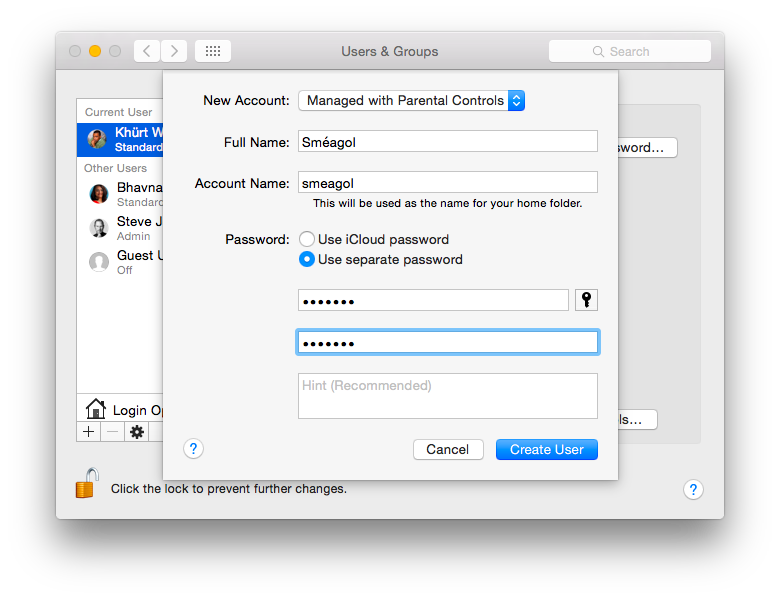 Users & Groups
Search
New Account: Managed with Parental Controls
Current User
Khürt W
Standard
Full Name: Sméagol
sword...
Other Users
Bhavna
Standard
Account Name: smeagol
This will be used as the name for your home folder.
Steve J
Admin
Password: Use iCloud password
Guest U
Off
Use separate password
Hint (Recommended)
Login Op
ls...
+ −
? Cancel Create User
Click the lock to prevent further changes. ?